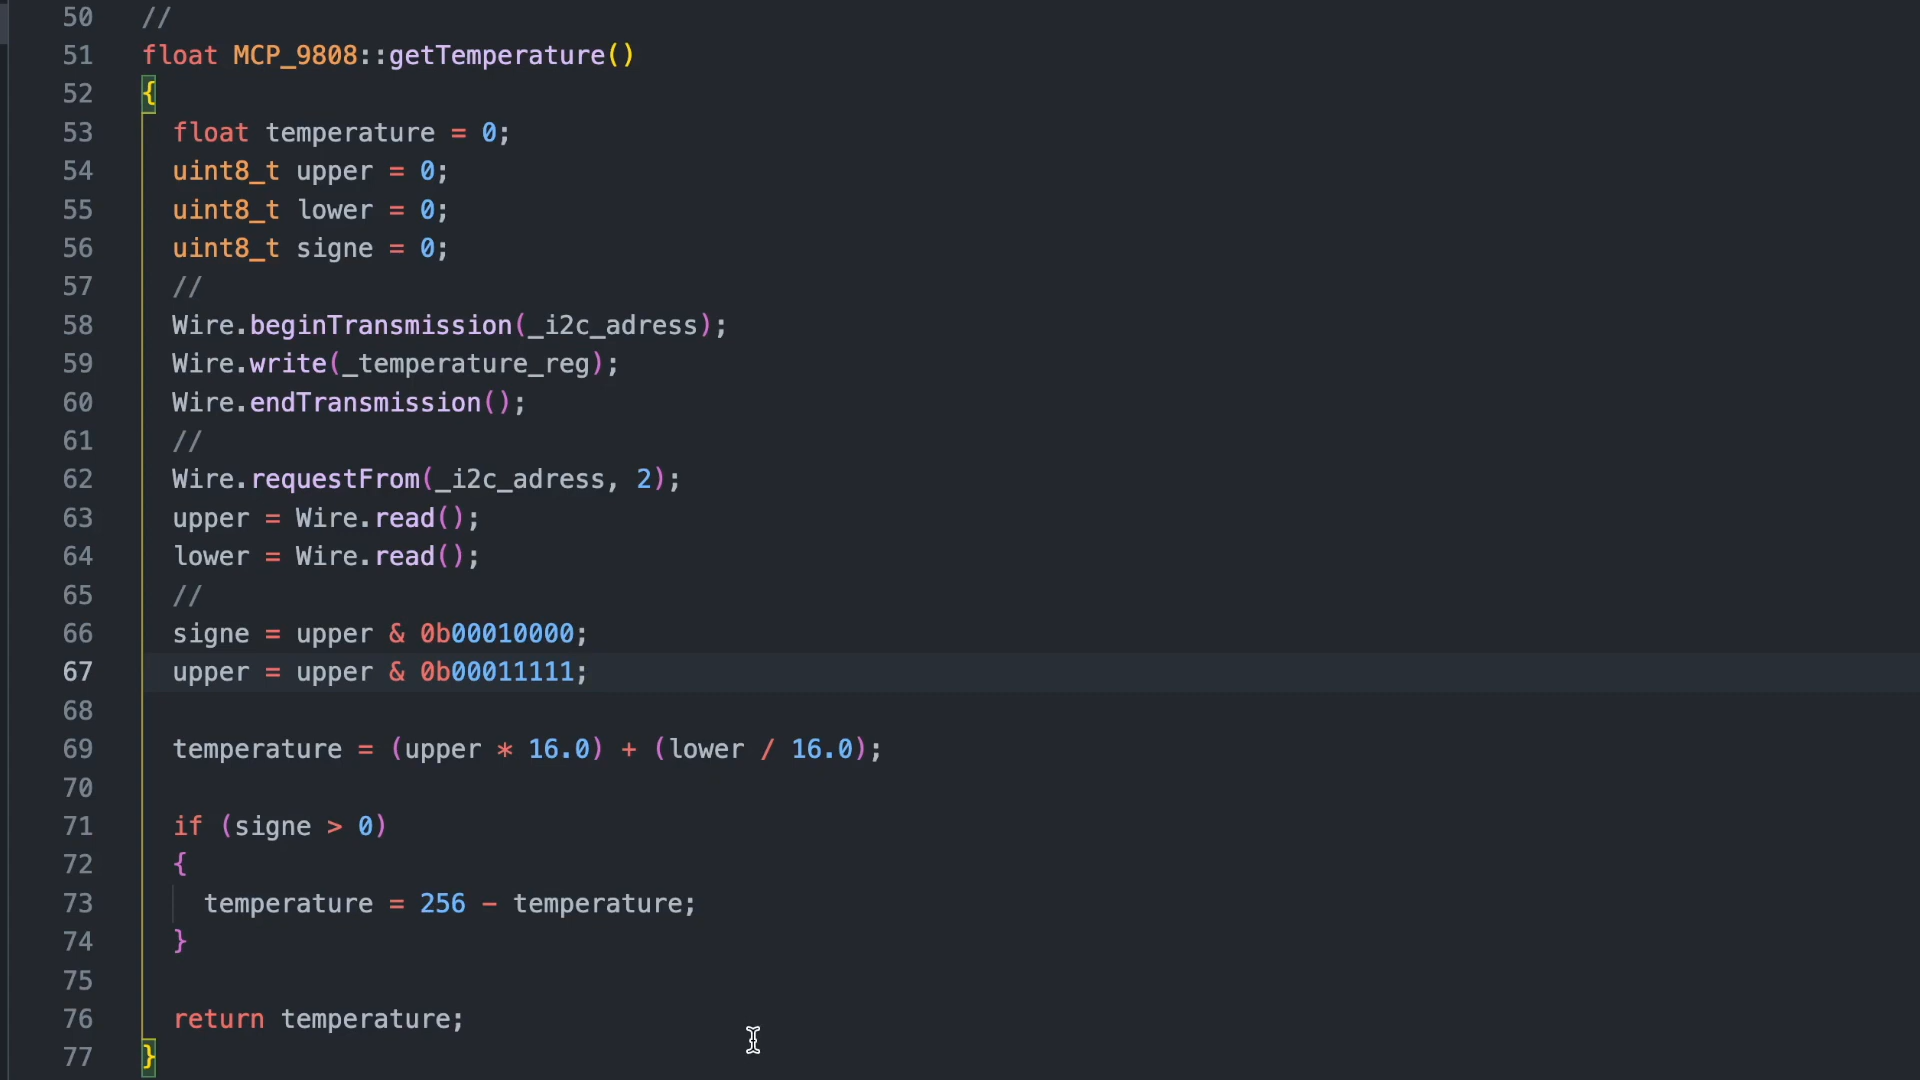 50 //
51 float MCP_9808::getTemperature()
52 {
53 float temperature = 0;
54 uint8_t upper = 0;
55 uint8_t lower = 0;
56 uint8_t signe = 0;
57 //
58 Wire.beginTransmission(_i2c_adress);
59 Wire.write(_temperature_reg);
60 Wire.endTransmission();
61 //
62 Wire.requestFrom(_i2c_adress, 2);
63 upper = Wire.read();
64 lower = Wire.read();
65 //
66 signe = upper & 0b00010000;
67 upper = upper & 0b00011111;
68
69 temperature = (upper * 16.0) + (lower / 16.0);
70
71 if (signe > 0)
72 {
73 temperature = 256 - temperature;
74 }
75
76 return temperature;
77 }